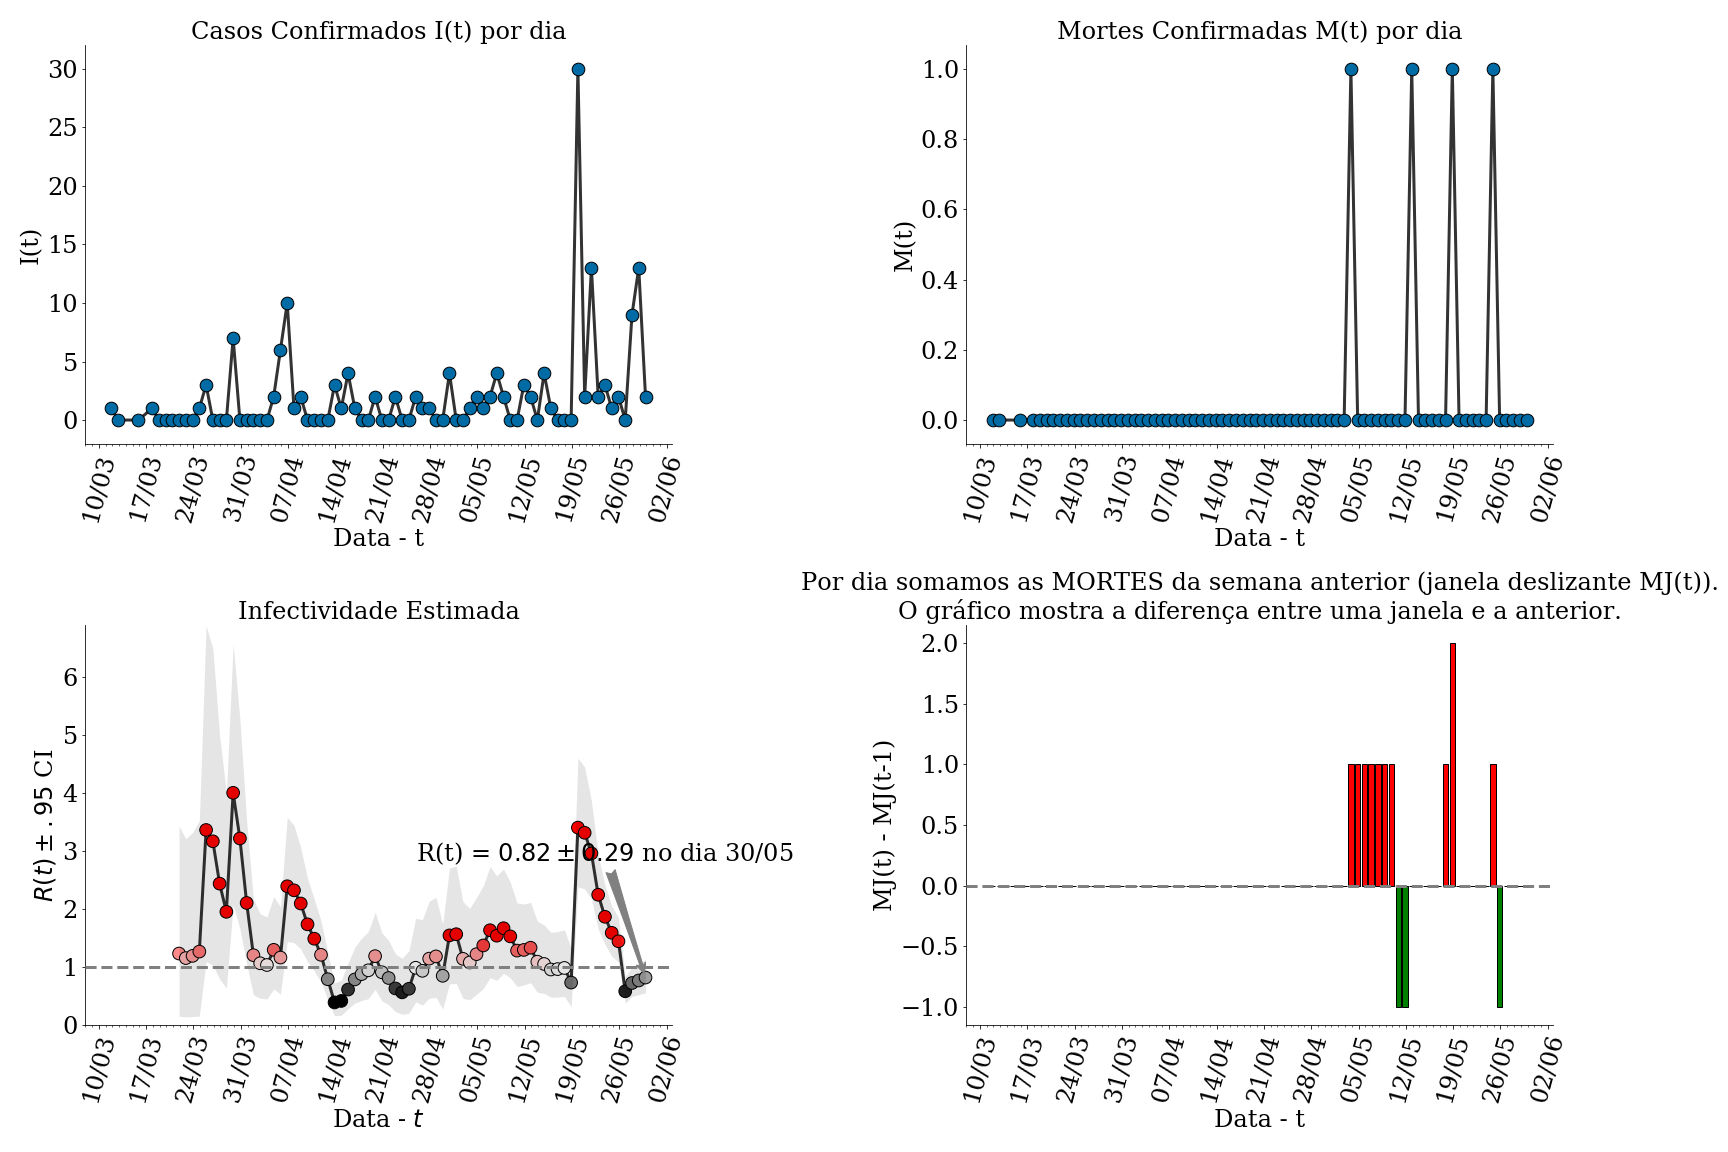 Casos Confirmados I(t) por dia
30
25
20
15
10
5
0
I(t)
10/03 17/03 24/03 31/03 07/04 14/04 21/04 28/04 05/05 12/05 19/05 26/05 02/06
Data - t
Mortes Confirmadas M(t) por dia
1.0
0.8
0.6
0.4
0.2
0.0
M(t)
10/03 17/03 24/03 31/03 07/04 14/04 21/04 28/04 05/05 12/05 19/05 26/05 02/06
Data - t
Infectividade Estimada
6
5
4
3
2
1
0
R(t) ± .95 CI
R(t) = 0.82 ± 0.29 no dia 30/05
10/03 17/03 24/03 31/03 07/04 14/04 21/04 28/04 05/05 12/05 19/05 26/05 02/06
Data - t
Por dia somamos as MORTES da semana anterior (janela deslizante MJ(t)).
O gráfico mostra a diferença entre uma janela e a anterior.
2.0
1.5
1.0
0.5
0.0
−0.5
−1.0
MJ(t) - MJ(t-1)
10/03 17/03 24/03 31/03 07/04 14/04 21/04 28/04 05/05 12/05 19/05 26/05 02/06
Data - t